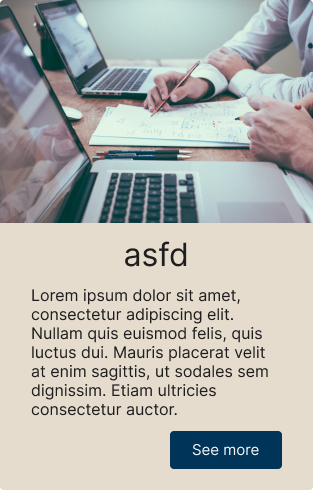 asfd
Lorem ipsum dolor sit amet,
consectetur adipiscing elit.
Nullam quis euismod felis, quis
luctus dui. Mauris placerat velit
at enim sagittis, ut sodales sem
dignissim. Etiam ultricies
consectetur auctor.
See more